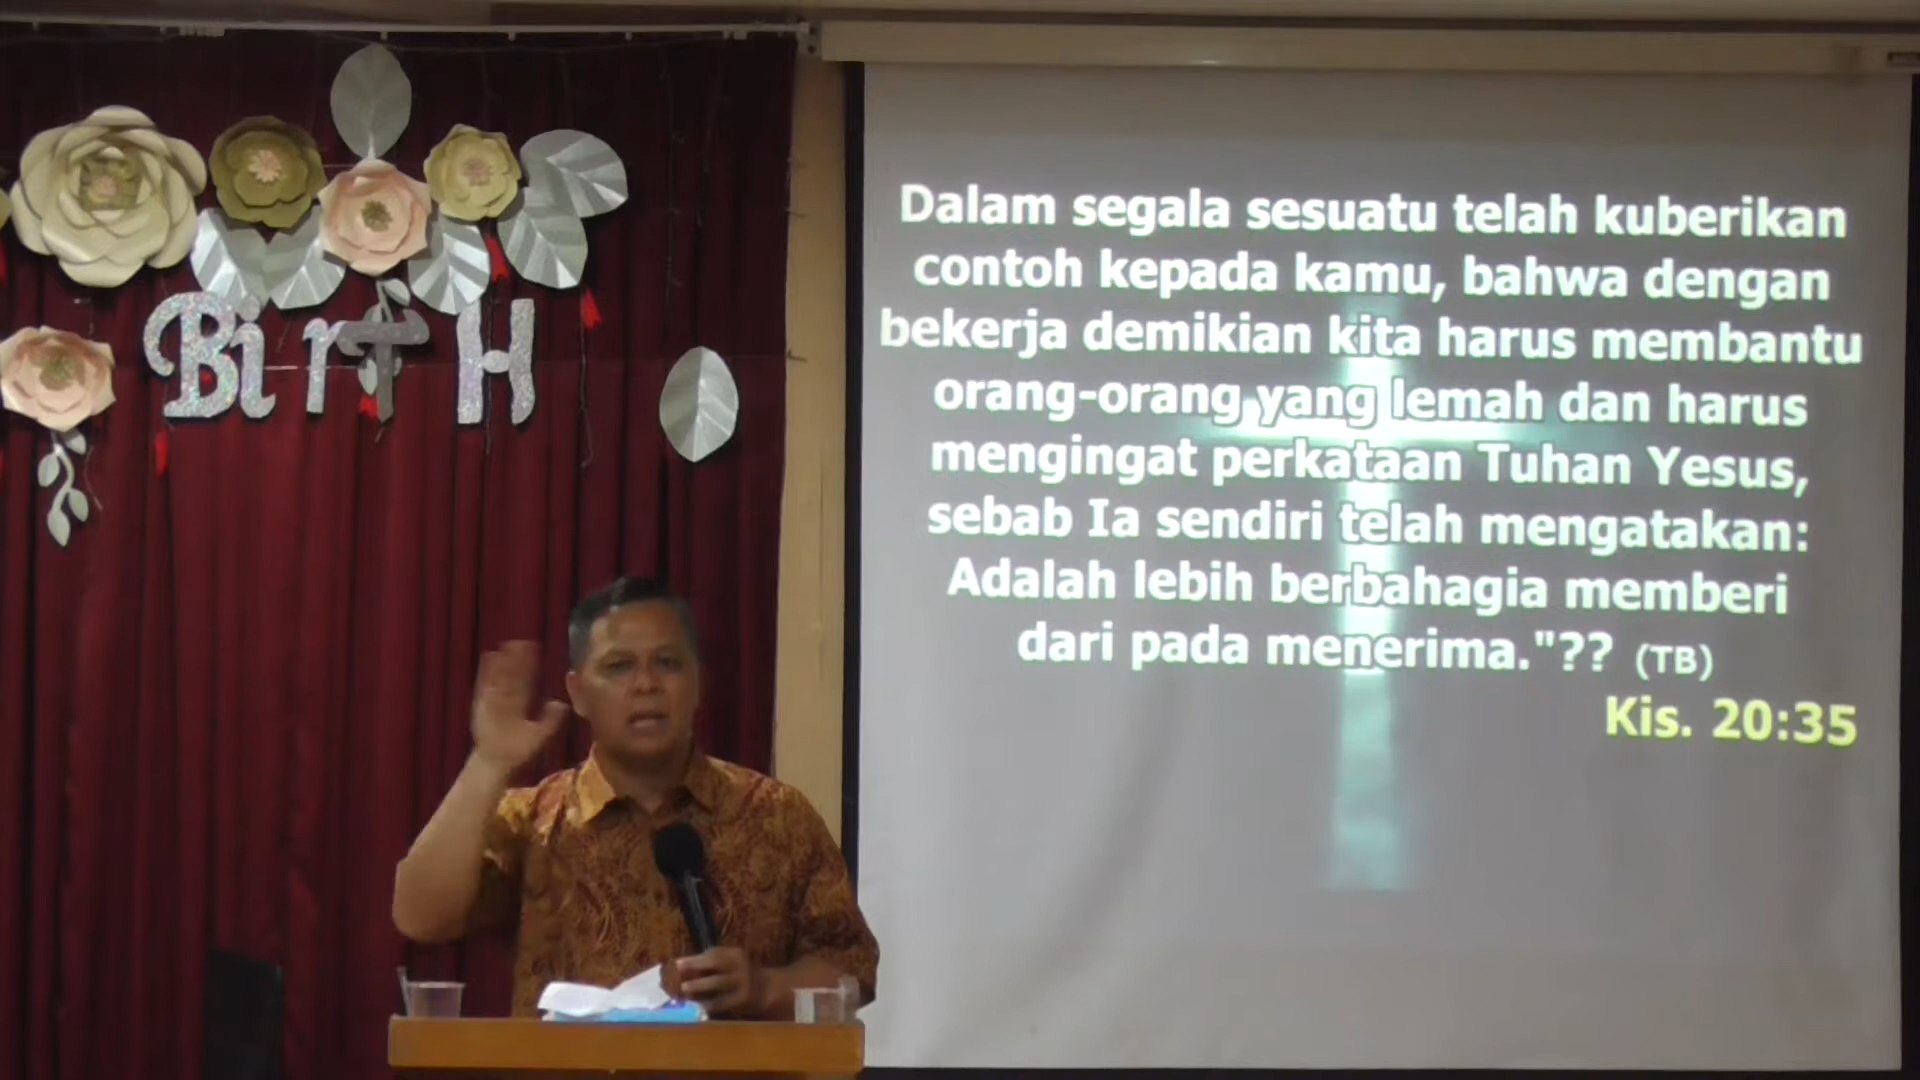 BirTH
Dalam segala sesuatu telah kuberikan
contoh kepada kamu, bahwa dengan
bekerja demikian kita harus membantu
orang-orang yang lemah dan harus
mengingat perkataan Tuhan Yesus,
sebab Ia sendiri telah mengatakan:
Adalah lebih berbahagia memberi
dari pada menerima."?? (TB)
Kis. 20:35